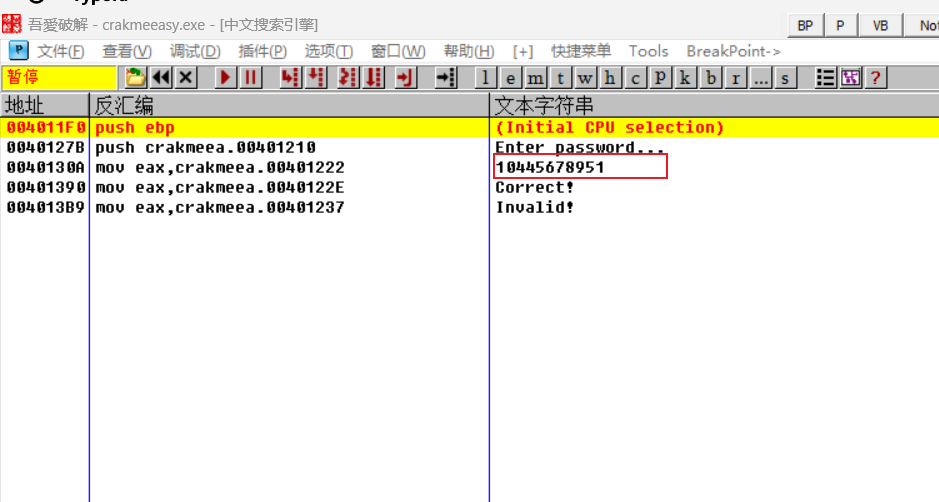 吾愛破解 - crakmeeasy.exe - [中文搜索引擎]
BP P VB Not
P 文件(F) 查看(V) 调试(D) 插件(P) 选项(T) 窗口(W) 帮助(H) [+] 快捷菜单 Tools BreakPoint->
暂停 l e m t w h c P k b r ... s ?
地址 反汇编 文本字符串
004011F0 push ebp (Initial CPU selection)
0040127B push crakmeea.00401210 Enter password...
0040130A mov eax,crakmeea.00401222 10445678951
00401390 mov eax,crakmeea.0040122E Correct!
004013B9 mov eax,crakmeea.00401237 Invalid!